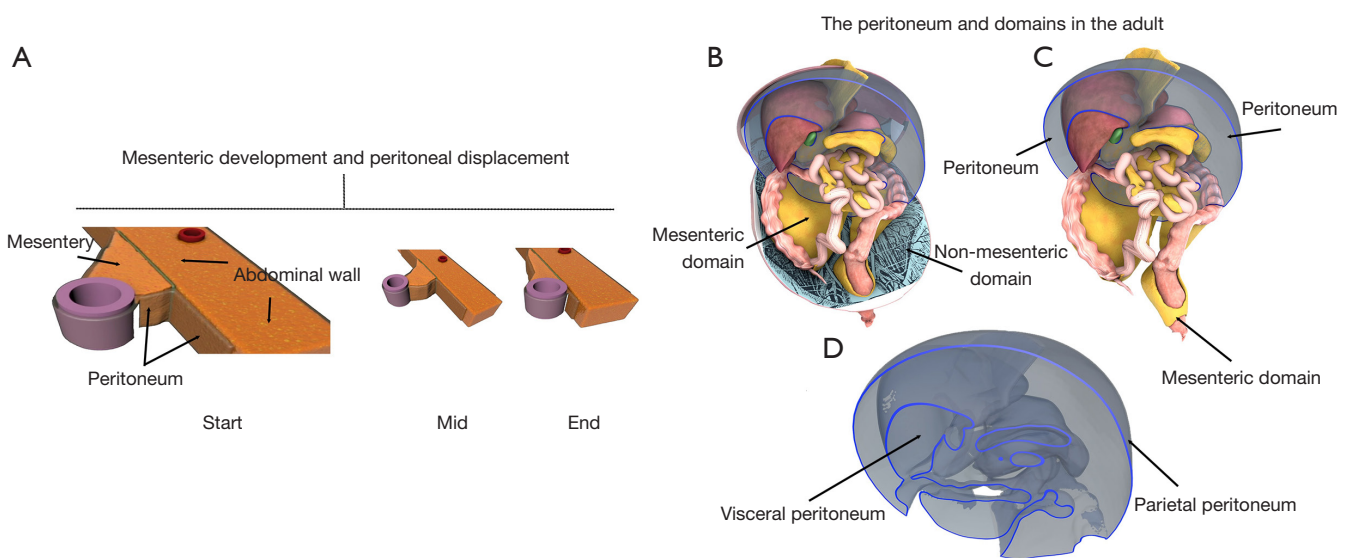 A
Mesenteric development and peritoneal displacement
Mesentery
Abdominal wall
Peritoneum
Start
Mid
End
The peritoneum and domains in the adult
B
C
Peritoneum
Peritoneum
Mesenteric
domain
Non-mesenteric
domain
Mesenteric domain
D
Visceral peritoneum
Parietal peritoneum